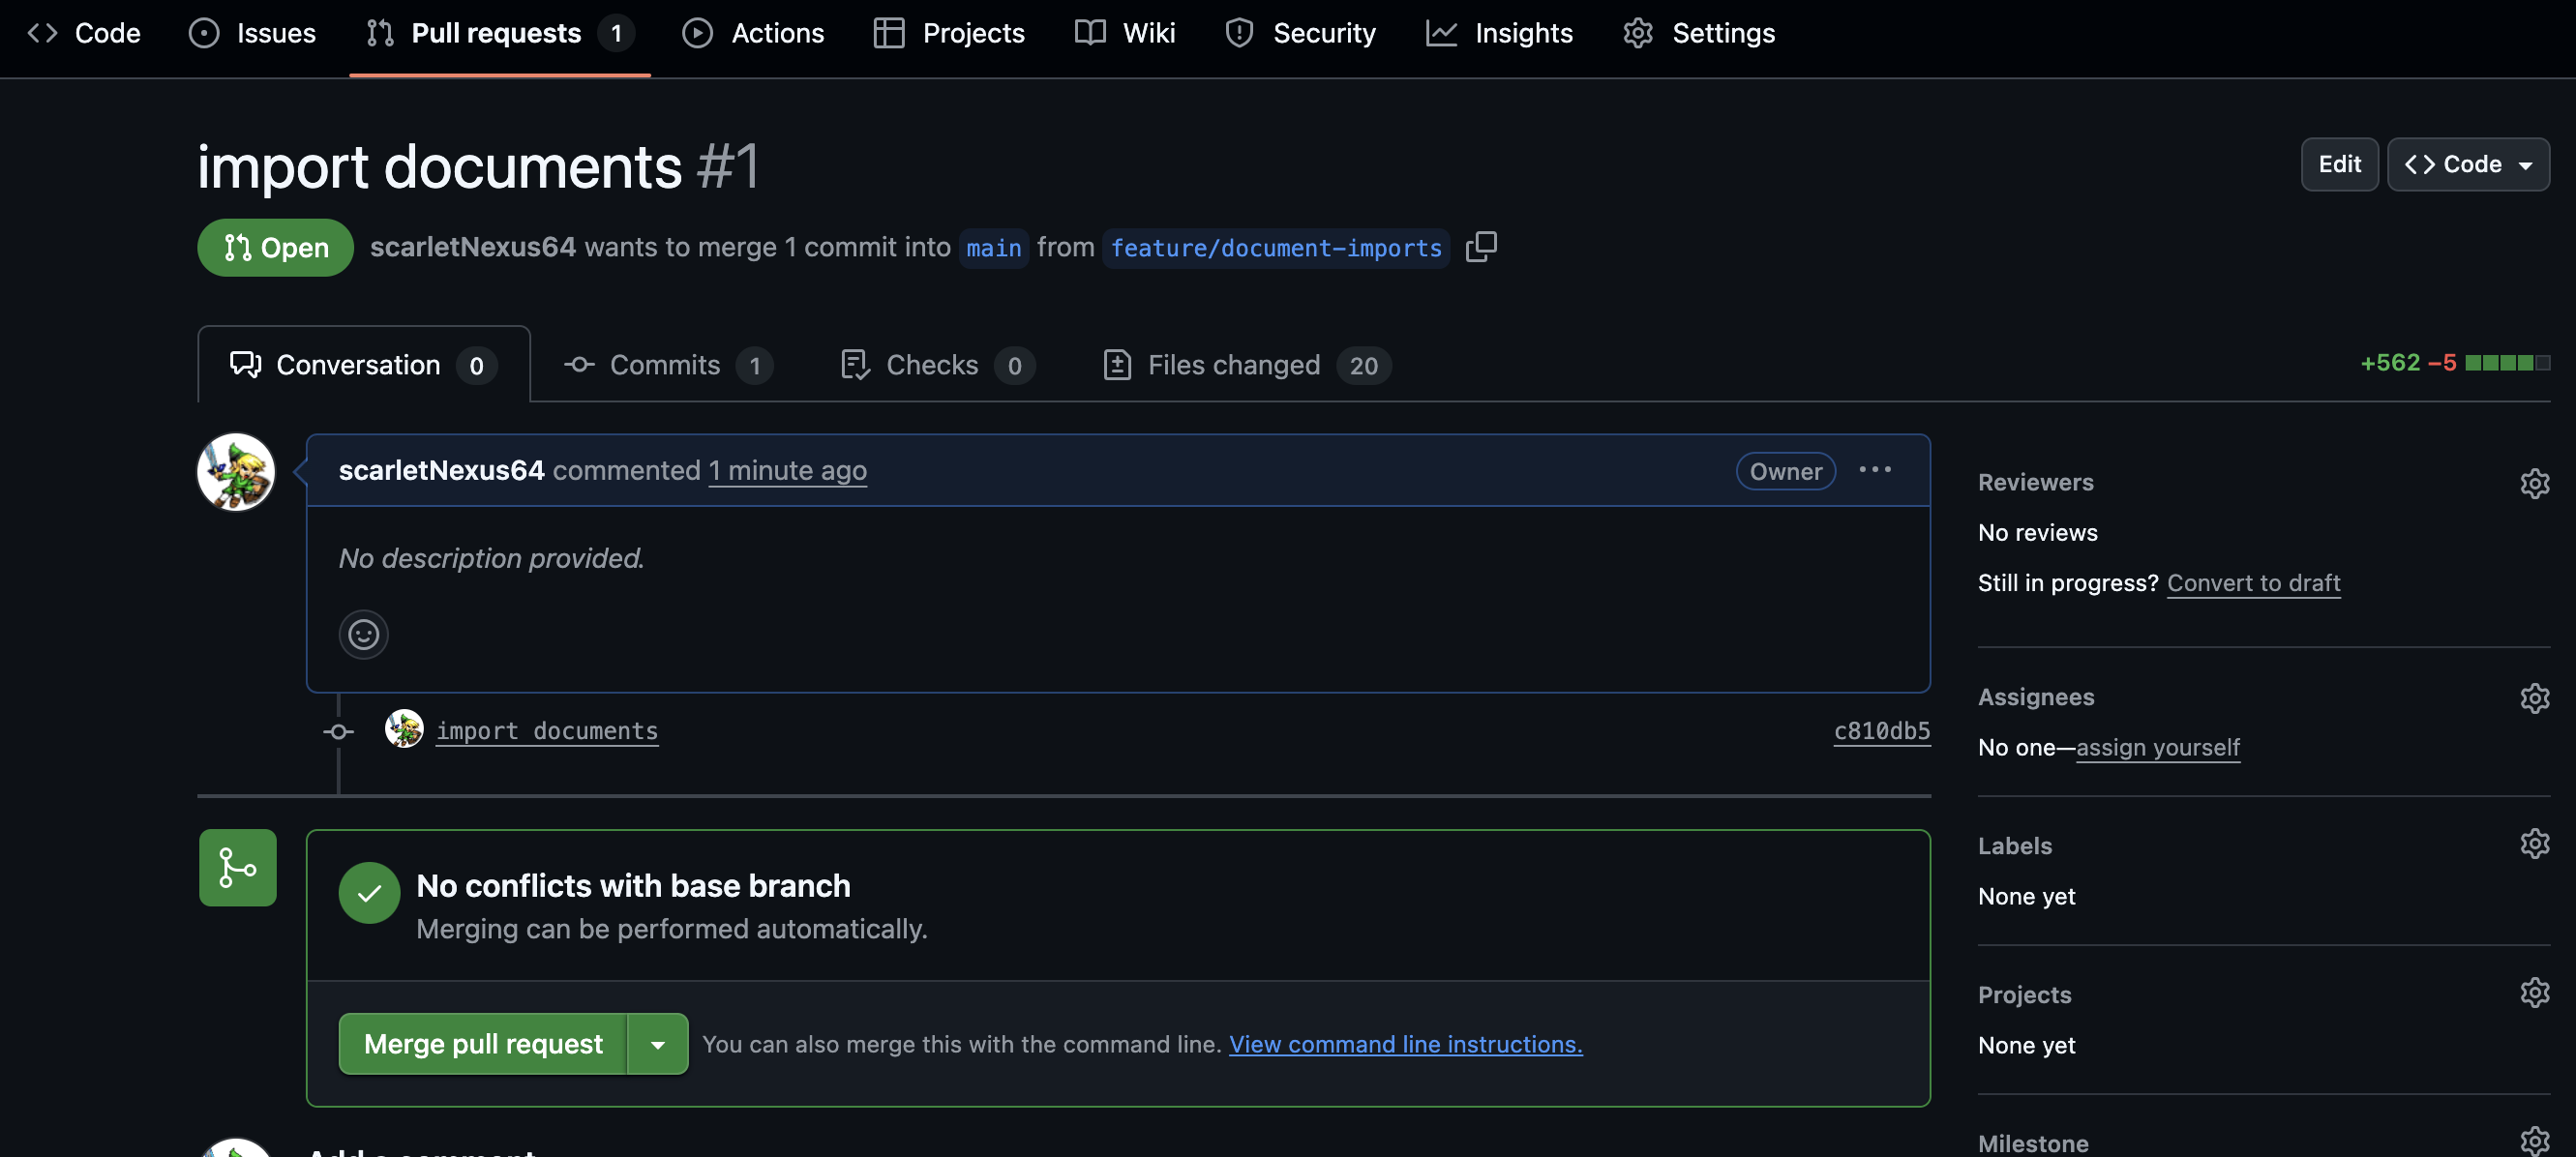 Code Issues Pull requests 1 Actions Projects Wiki Security Insights Settings
import documents #1
Edit Code
Open scarletNexus64 wants to merge 1 commit into main from feature/document-imports
Conversation 0 Commits 1 Checks 0 Files changed 20 +562 −5
scarletNexus64 commented 1 minute ago Owner
No description provided.
import documents c810db5
No conflicts with base branch
Merging can be performed automatically.
Merge pull request You can also merge this with the command line. View command line instructions.
Add a comment
Reviewers
No reviews
Still in progress? Convert to draft
Assignees
No one—assign yourself
Labels
None yet
Projects
None yet
Milestone